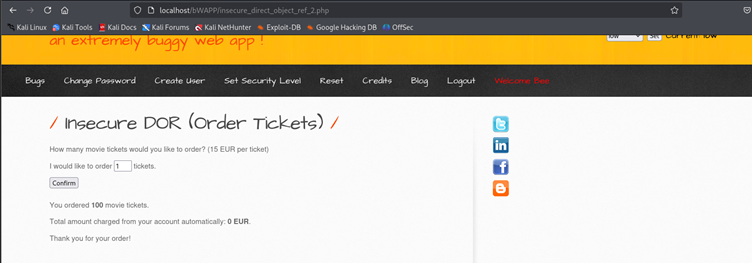 localhost/bWAPP/insecure_direct_object_ref_2.php
Kali Linux Kali Tools Kali Docs Kali Forums Kali NetHunter Exploit-DB Google Hacking DB OffSec
an extremely buggy web app !
low Set Current low
Bugs Change Password Create User Set Security Level Reset Credits Blog Logout Welcome Bee
/ Insecure DOR (Order Tickets) /
How many movie tickets would you like to order? (15 EUR per ticket)
I would like to order 1 tickets.
Confirm
You ordered 100 movie tickets.
Total amount charged from your account automatically: 0 EUR.
Thank you for your order!